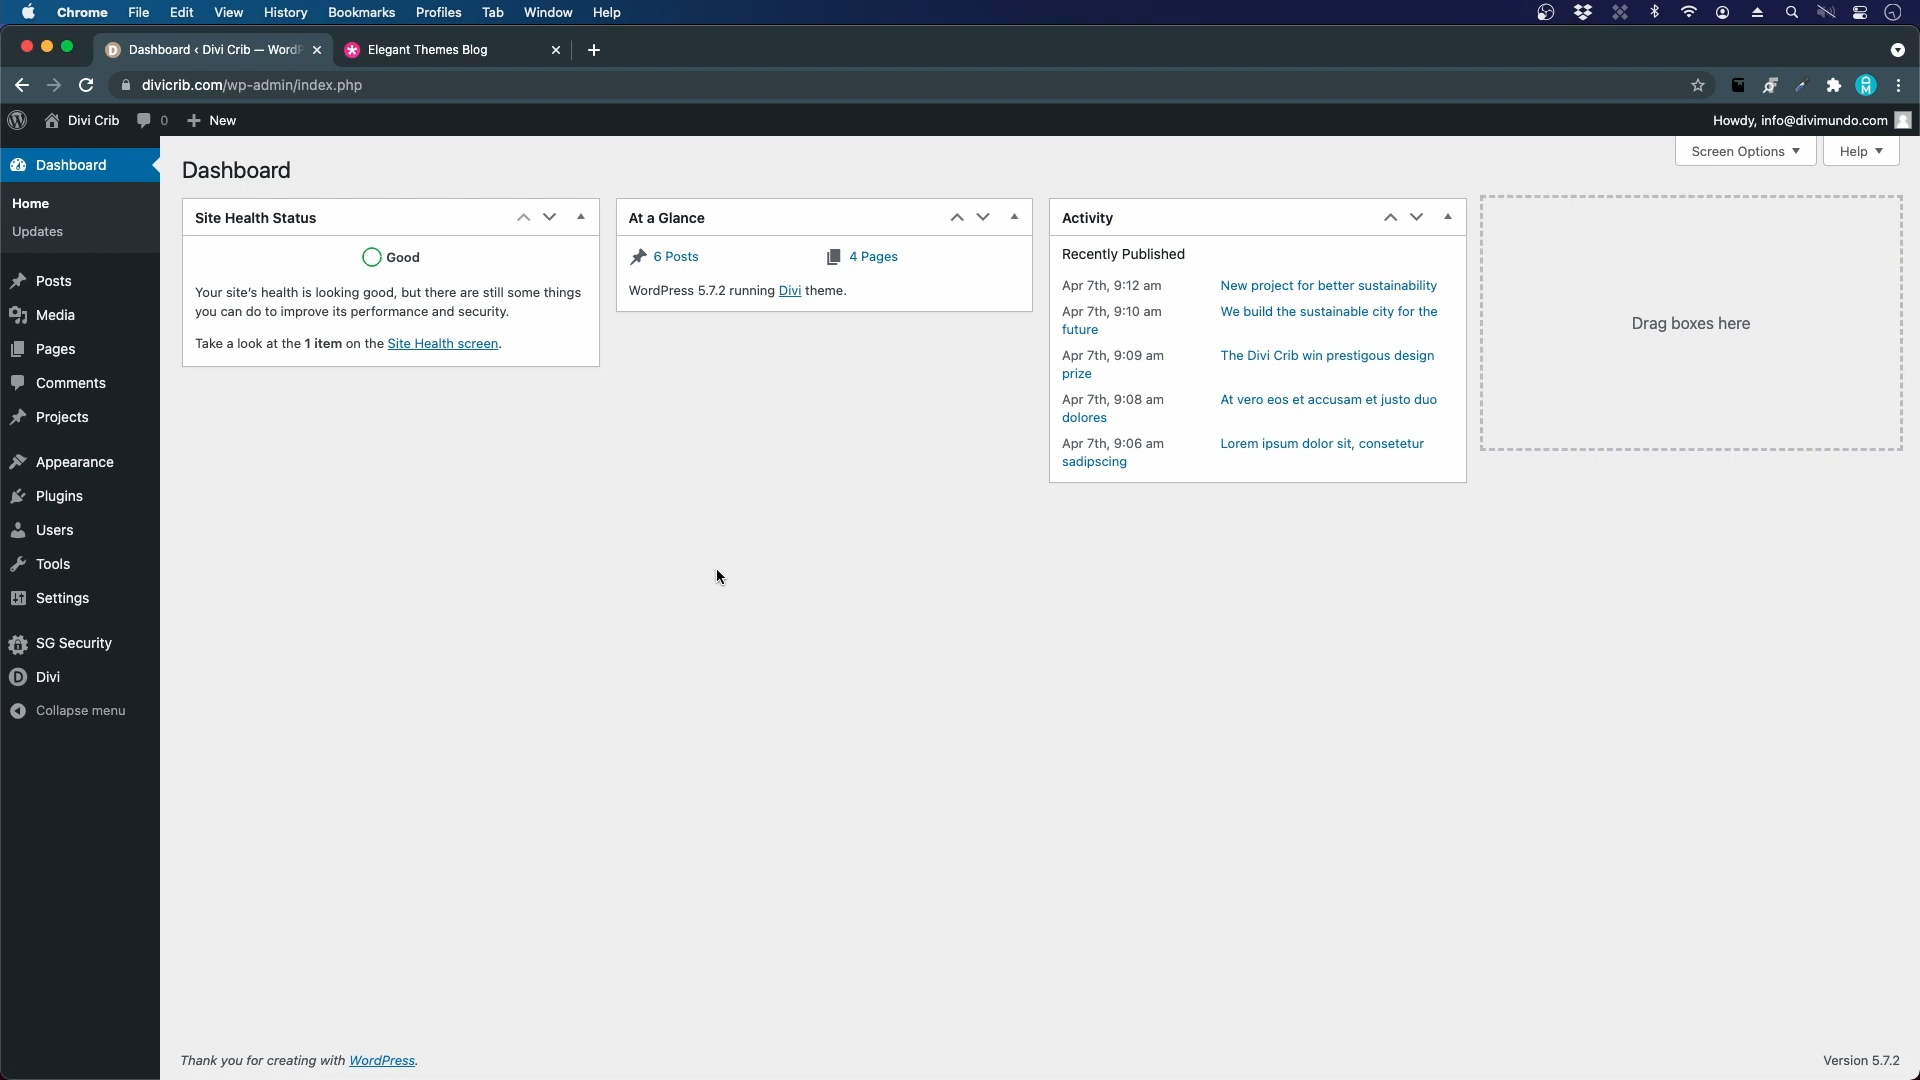 Chrome File Edit View History Bookmarks Profiles Tab Window Help
Dashboard ‹ Divi Crib — WordP
Elegant Themes Blog
divicrib.com/wp-admin/index.php
Divi Crib 0 New
Howdy, info@divimundo.com
Dashboard
Home
Updates
Posts
Media
Pages
Comments
Projects
Appearance
Plugins
Users
Tools
Settings
SG Security
Divi
Collapse menu
Screen Options
Help
Dashboard
Site Health Status
Good
Your site's health is looking good, but there are still some things
you can do to improve its performance and security.
Take a look at the 1 item on the Site Health screen.
At a Glance
6 Posts
4 Pages
WordPress 5.7.2 running Divi theme.
Activity
Recently Published
Apr 7th, 9:12 am New project for better sustainability
Apr 7th, 9:10 am We build the sustainable city for the
future
Apr 7th, 9:09 am The Divi Crib win prestigous design
prize
Apr 7th, 9:08 am At vero eos et accusam et justo duo
dolores
Apr 7th, 9:06 am Lorem ipsum dolor sit, consetetur
sadipscing
Drag boxes here
Thank you for creating with WordPress.
Version 5.7.2